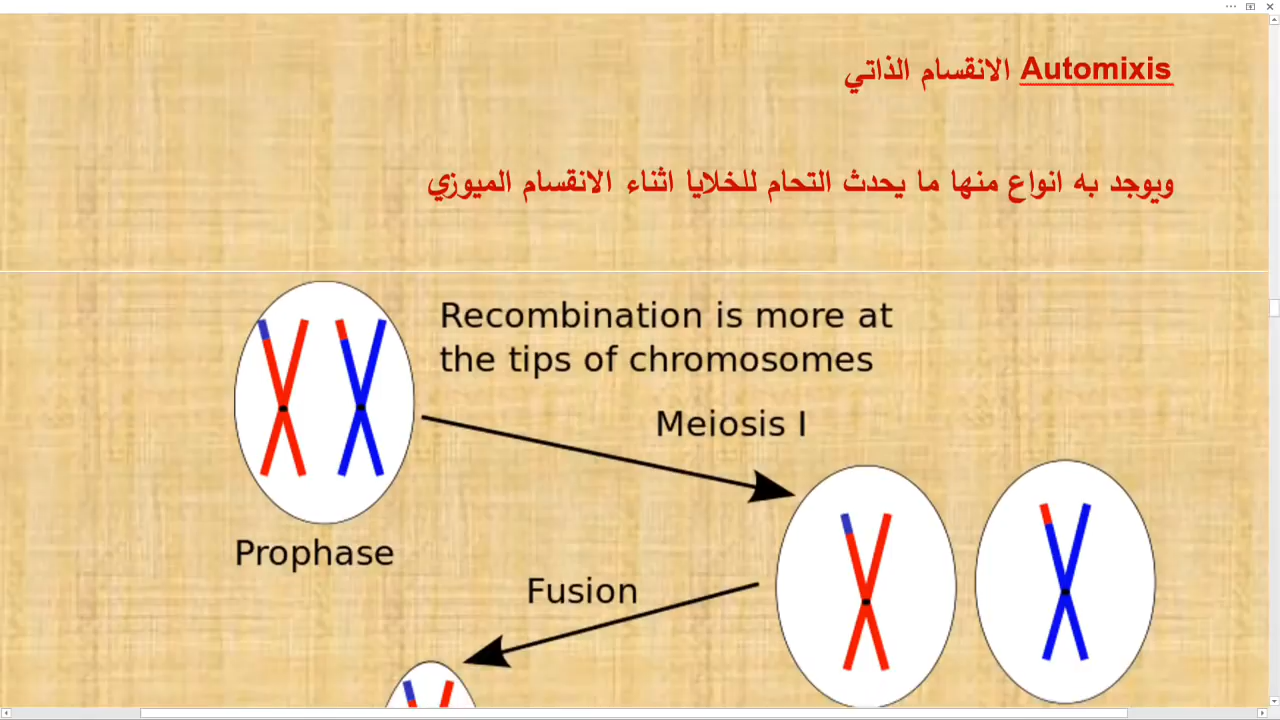 Automixis الانقسام الذاتي
ويوجد به انواع منها ما يحدث التحام للخلايا اثناء الانقسام الميوزي
Recombination is more at
the tips of chromosomes
Meiosis I
Prophase
Fusion